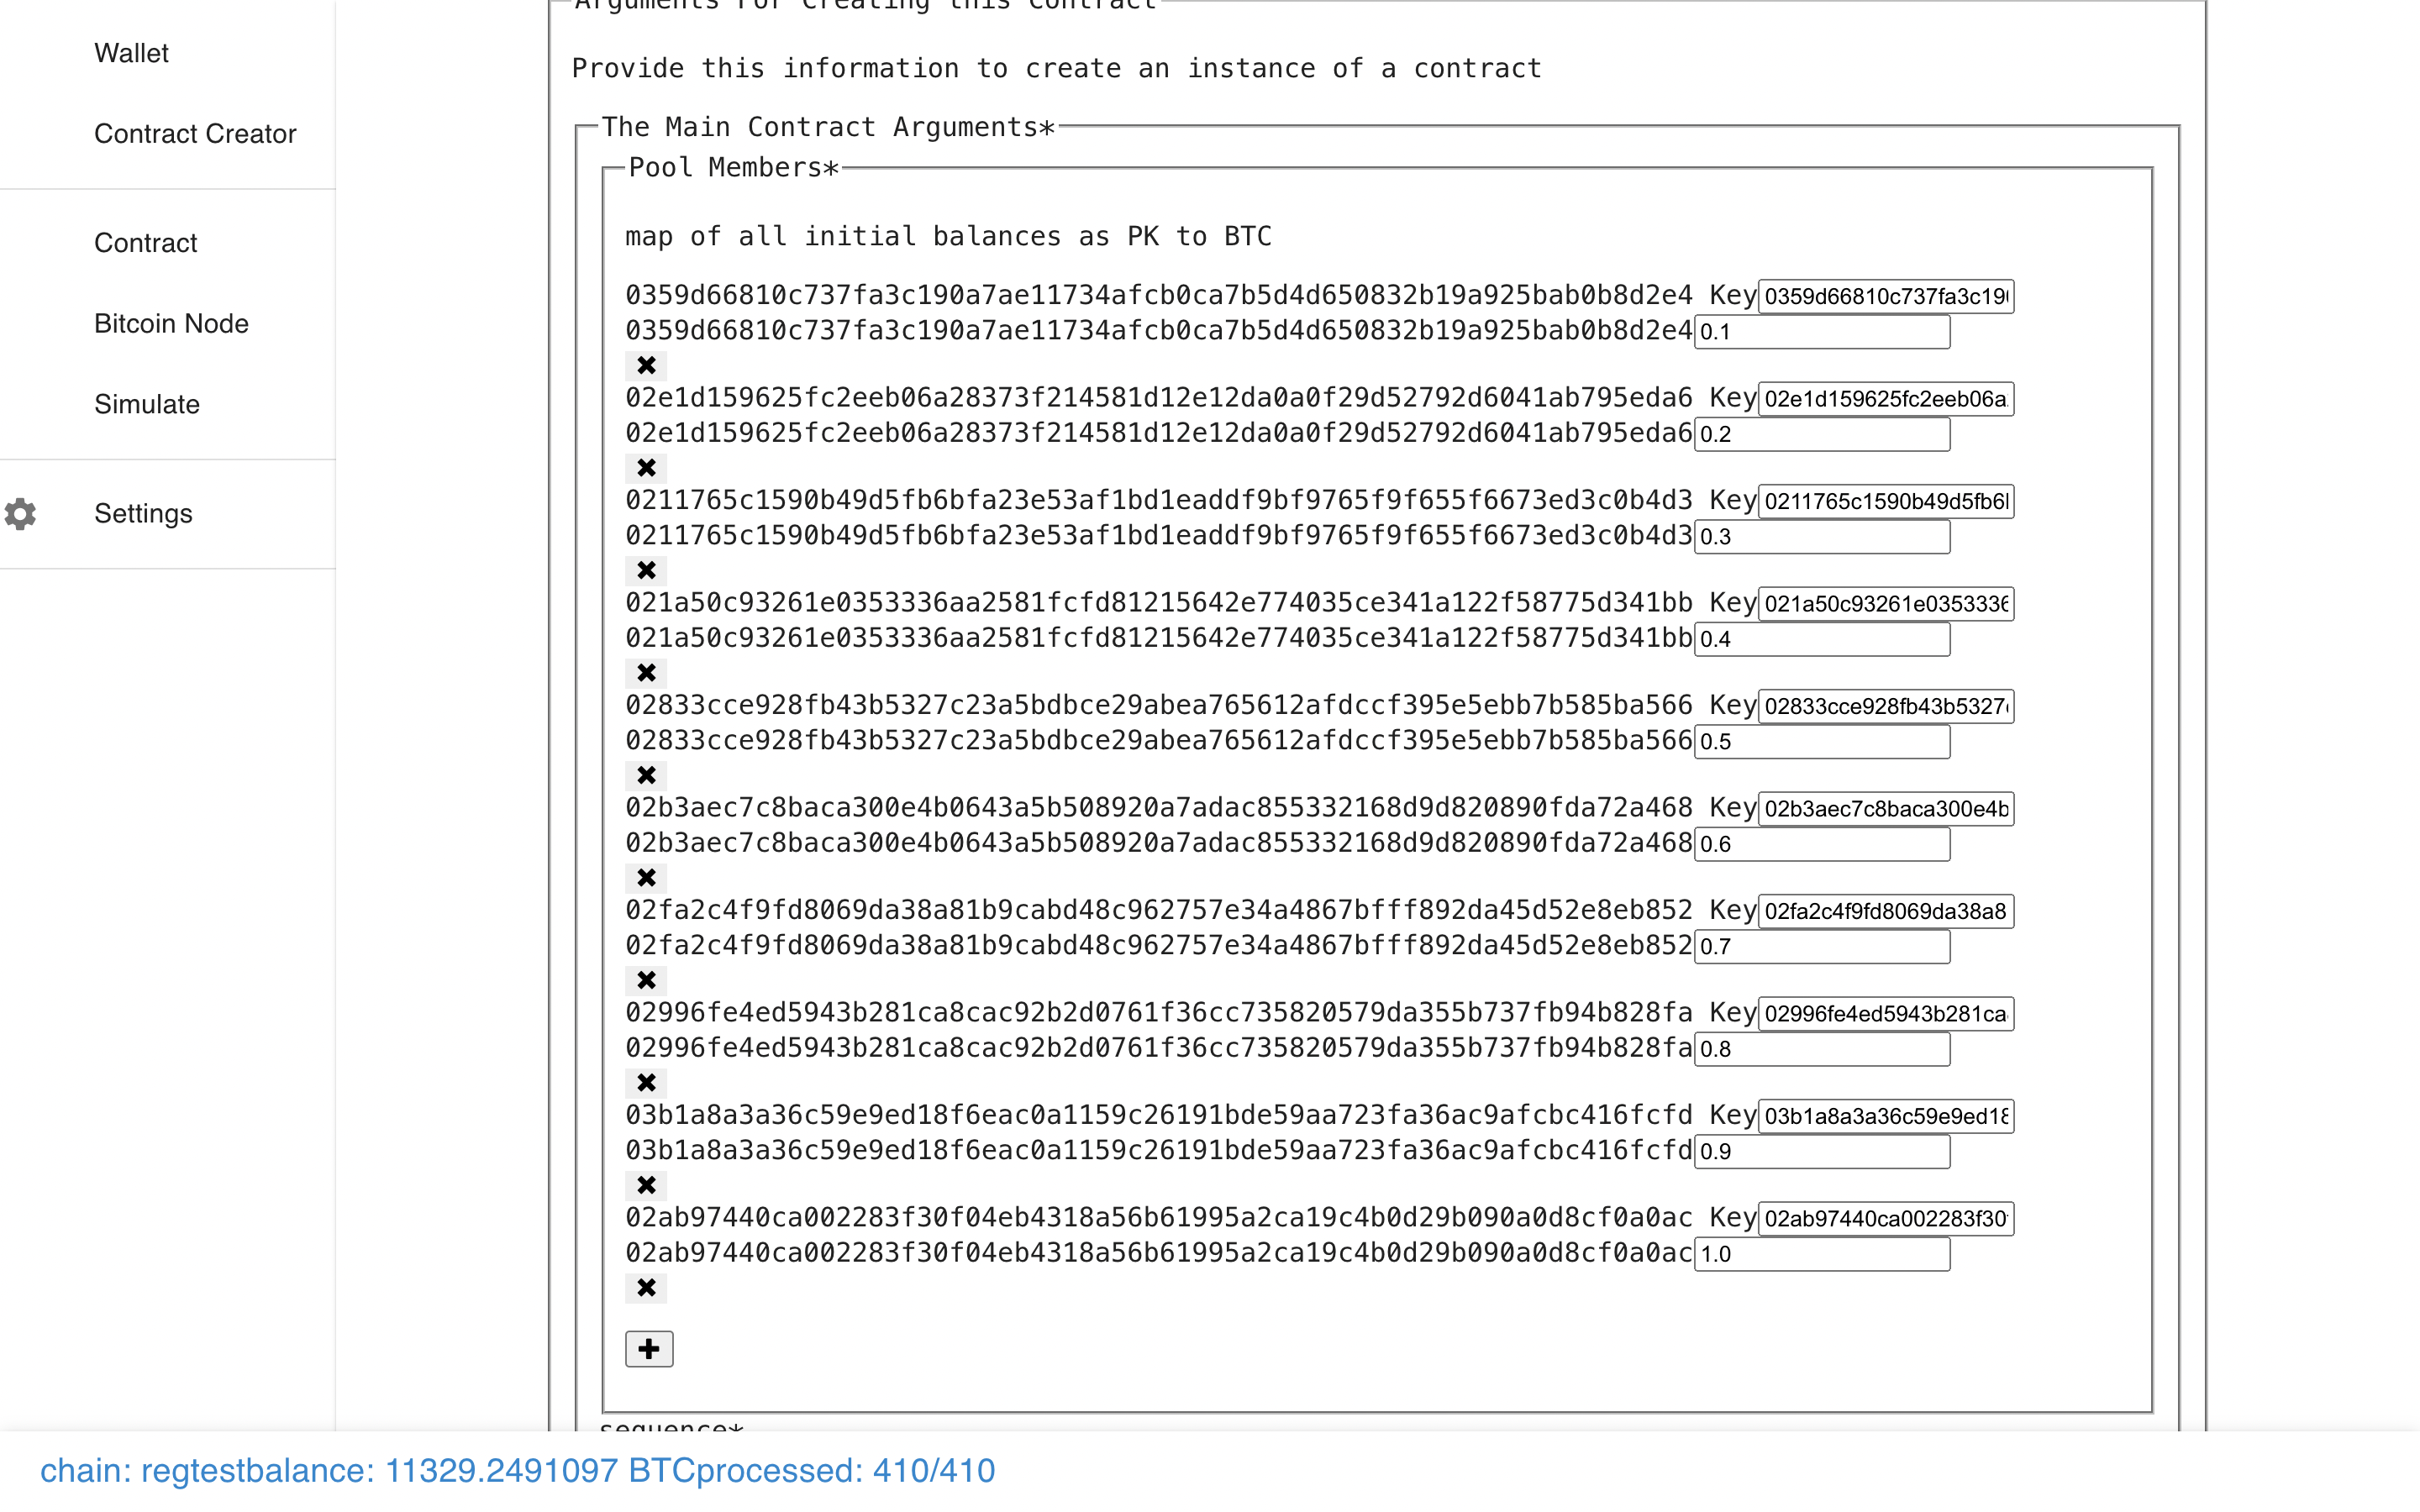 Arguments For Creating this Contract
Wallet
Contract Creator
Contract
Bitcoin Node
Simulate
Settings
Provide this information to create an instance of a contract
The Main Contract Arguments*
Pool Members*
map of all initial balances as PK to BTC
0359d66810c737fa3c190a7ae11734afcb0ca7b5d4d650832b19a925bab0b8d2e4 Key 0359d66810c737fa3c19
0359d66810c737fa3c190a7ae11734afcb0ca7b5d4d650832b19a925bab0b8d2e4 0.1
✖
02e1d159625fc2eeb06a28373f214581d12e12da0a0f29d52792d6041ab795eda6 Key 02e1d159625fc2eeb06a
02e1d159625fc2eeb06a28373f214581d12e12da0a0f29d52792d6041ab795eda6 0.2
✖
0211765c1590b49d5fb6bfa23e53af1bd1eaddf9bf9765f9f655f6673ed3c0b4d3 Key 0211765c1590b49d5fb6
0211765c1590b49d5fb6bfa23e53af1bd1eaddf9bf9765f9f655f6673ed3c0b4d3 0.3
✖
021a50c93261e0353336aa2581fcfd81215642e774035ce341a122f58775d341bb Key 021a50c93261e0353336
021a50c93261e0353336aa2581fcfd81215642e774035ce341a122f58775d341bb 0.4
✖
02833cce928fb43b5327c23a5bdbce29abea765612afdccf395e5ebb7b585ba566 Key 02833cce928fb43b5327
02833cce928fb43b5327c23a5bdbce29abea765612afdccf395e5ebb7b585ba566 0.5
✖
02b3aec7c8baca300e4b0643a5b508920a7adac855332168d9d820890fda72a468 Key 02b3aec7c8baca300e4b
02b3aec7c8baca300e4b0643a5b508920a7adac855332168d9d820890fda72a468 0.6
✖
02fa2c4f9fd8069da38a81b9cabd48c962757e34a4867bfff892da45d52e8eb852 Key 02fa2c4f9fd8069da38a8
02fa2c4f9fd8069da38a81b9cabd48c962757e34a4867bfff892da45d52e8eb852 0.7
✖
02996fe4ed5943b281ca8cac92b2d0761f36cc735820579da355b737fb94b828fa Key 02996fe4ed5943b281ca
02996fe4ed5943b281ca8cac92b2d0761f36cc735820579da355b737fb94b828fa 0.8
✖
03b1a8a3a36c59e9ed18f6eac0a1159c26191bde59aa723fa36ac9afcbc416fcfd Key 03b1a8a3a36c59e9ed18
03b1a8a3a36c59e9ed18f6eac0a1159c26191bde59aa723fa36ac9afcbc416fcfd 0.9
✖
02ab97440ca002283f30f04eb4318a56b61995a2ca19c4b0d29b090a0d8cf0a0ac Key 02ab97440ca002283f30
02ab97440ca002283f30f04eb4318a56b61995a2ca19c4b0d29b090a0d8cf0a0ac 1.0
✖
sequence*
chain: regtestbalance: 11329.2491097 BTCprocessed: 410/410